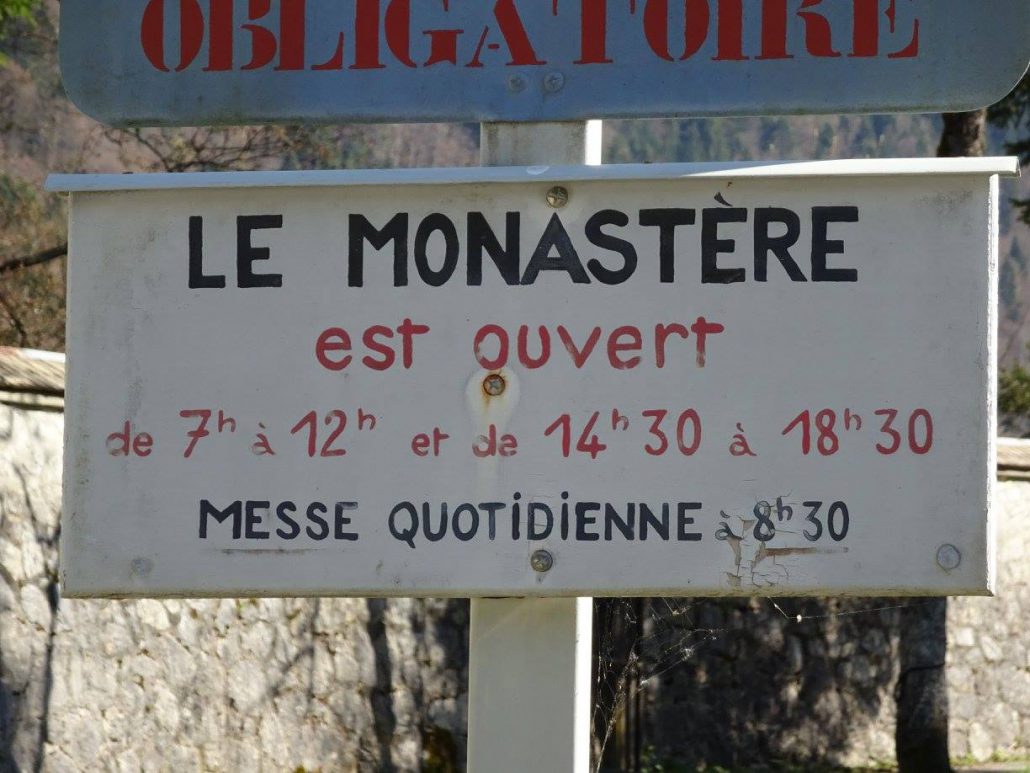 OBLIGATOIRE
LE MONASTÈRE
est ouvert
de 7h à 12h et de 14h30 à 18h30
MESSE QUOTIDIENNE à 8h30